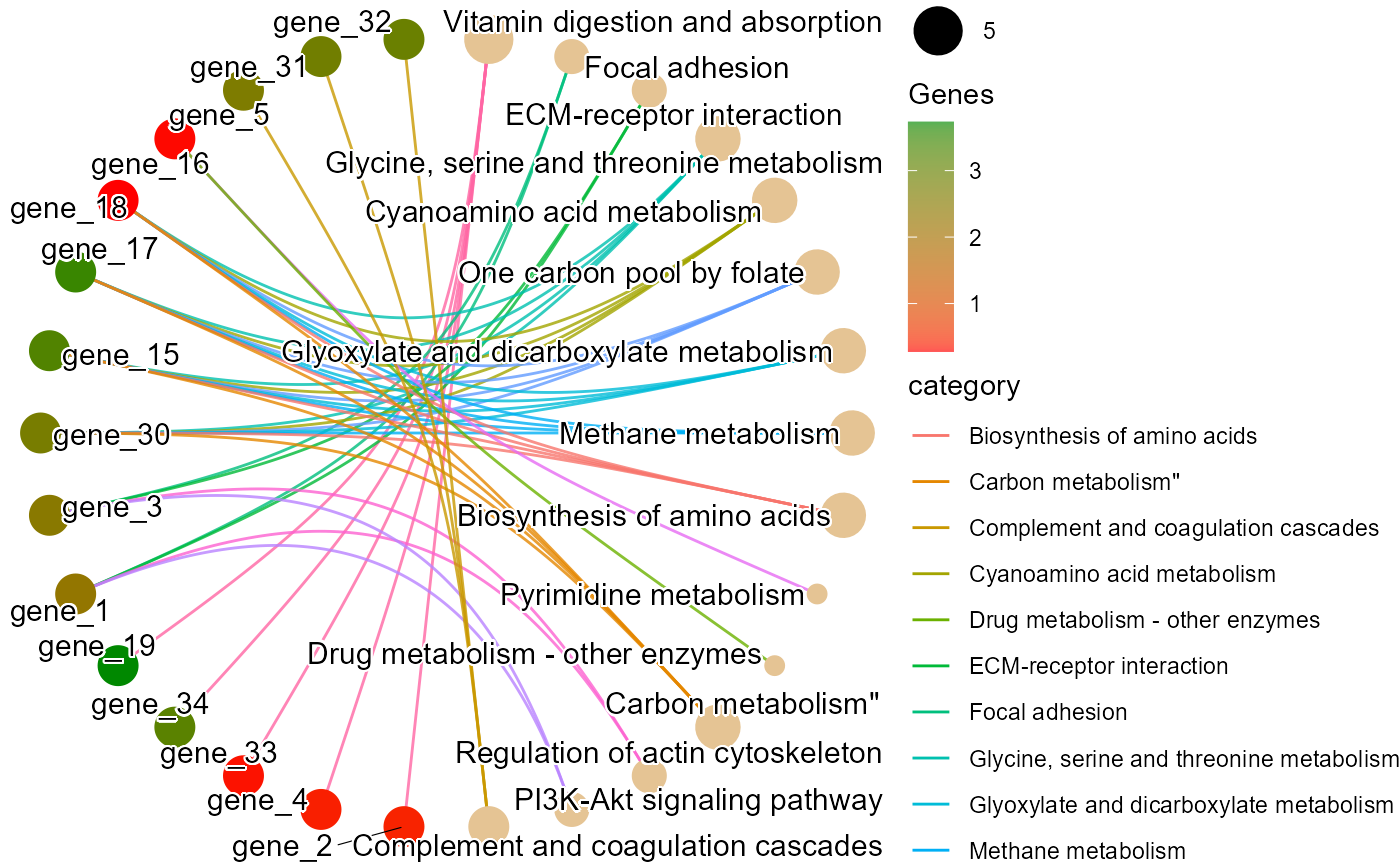 gene_32
Vitamin digestion and absorption
5
gene_31
Focal adhesion
Genes
gene_5
ECM-receptor interaction
gene_16
Glycine, serine and threonine metabolism
3
gene_18
Cyanoamino acid metabolism
2
gene_17
One carbon pool by folate
1
gene_15
Glyoxylate and dicarboxylate metabolism
category
gene_30
Methane metabolism
Biosynthesis of amino acids
Carbon metabolism"
gene_3
Biosynthesis of amino acids
Complement and coagulation cascades
Cyanoamino acid metabolism
gene_1
Pyrimidine metabolism
Drug metabolism - other enzymes
gene_19
Drug metabolism - other enzymes
ECM-receptor interaction
gene_34
Carbon metabolism"
Focal adhesion
gene_33
Regulation of actin cytoskeleton
Glycine, serine and threonine metabolism
gene_4
PI3K-Akt signaling pathway
Glyoxylate and dicarboxylate metabolism
gene_2
Complement and coagulation cascades
Methane metabolism